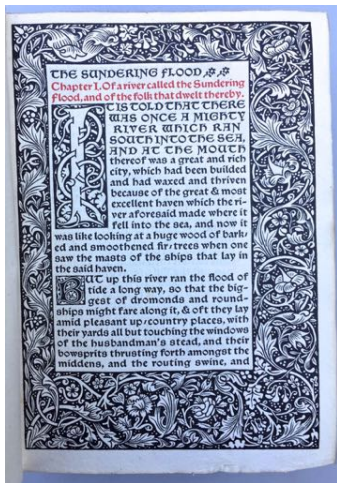 THE SUNDERING FLOOD
Chapter I. Of a river called the Sundering
Flood, and of the folk that dwelt thereby.
IT IS TOLD THAT THERE
WAS ONCE A MIGHTY
RIVER WHICH RAN
SOUTH INTO THE SEA,
AND AT THE MOUTH
thereof was a great and rich
city, which had been builded
and had waxed and thriven
because of the great & most
excellent haven which the ri-
ver aforesaid made where it
fell into the sea, and now it
was like looking at a huge wood of bark-
ed and smoothened fir-trees when one
saw the masts of the ships that lay in
the said haven.
BUT up this river ran the flood of
tide a long way, so that the big-
gest of dromonds and round-
ships might fare along it, & oft they lay
amid pleasant up-country places, with
their yards all but touching the windows
of the husbandman's stead, and their
bowsprits thrusting forth amongst the
middens, and the routing swine, and